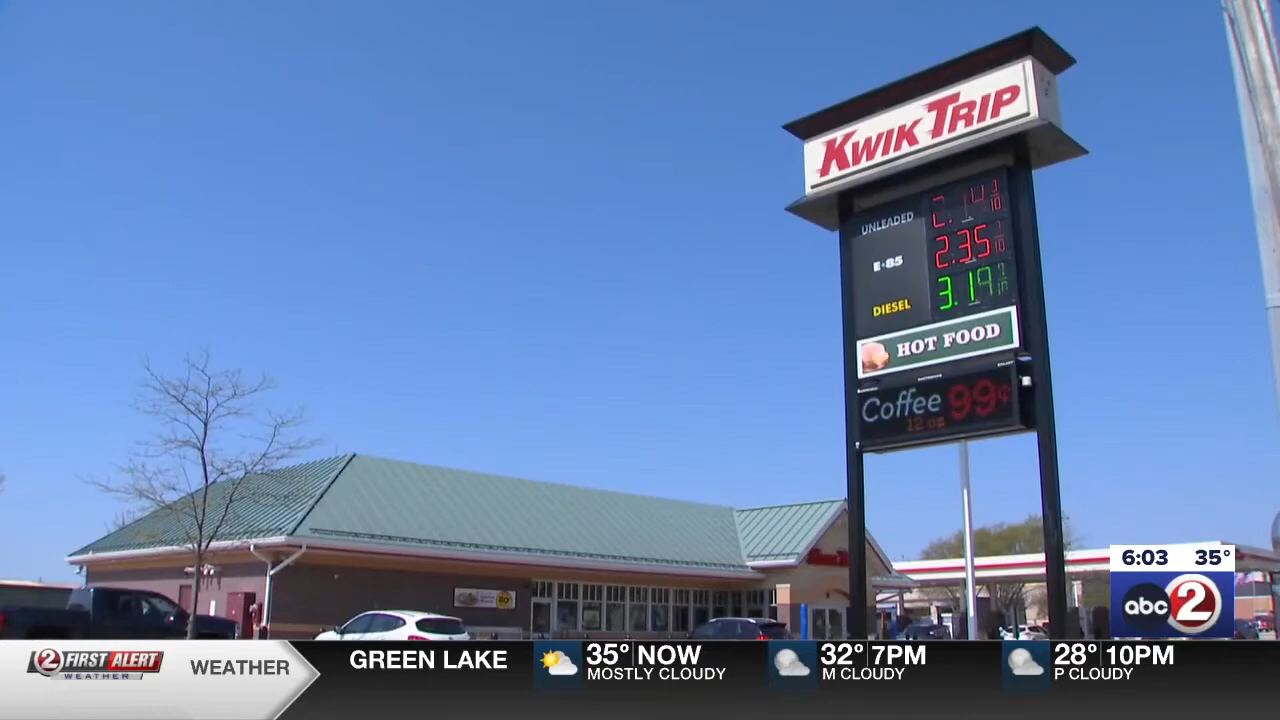 KWIK TRIP
UNLEADED
E-85 2.35
DIESEL 3.19
HOT FOOD
Coffee 99¢
12 oz
6:03 35°
abc 2
2 FIRST ALERT
WEATHER
WEATHER
GREEN LAKE
35° NOW
MOSTLY CLOUDY
32° 7PM
M CLOUDY
28° 10PM
P CLOUDY